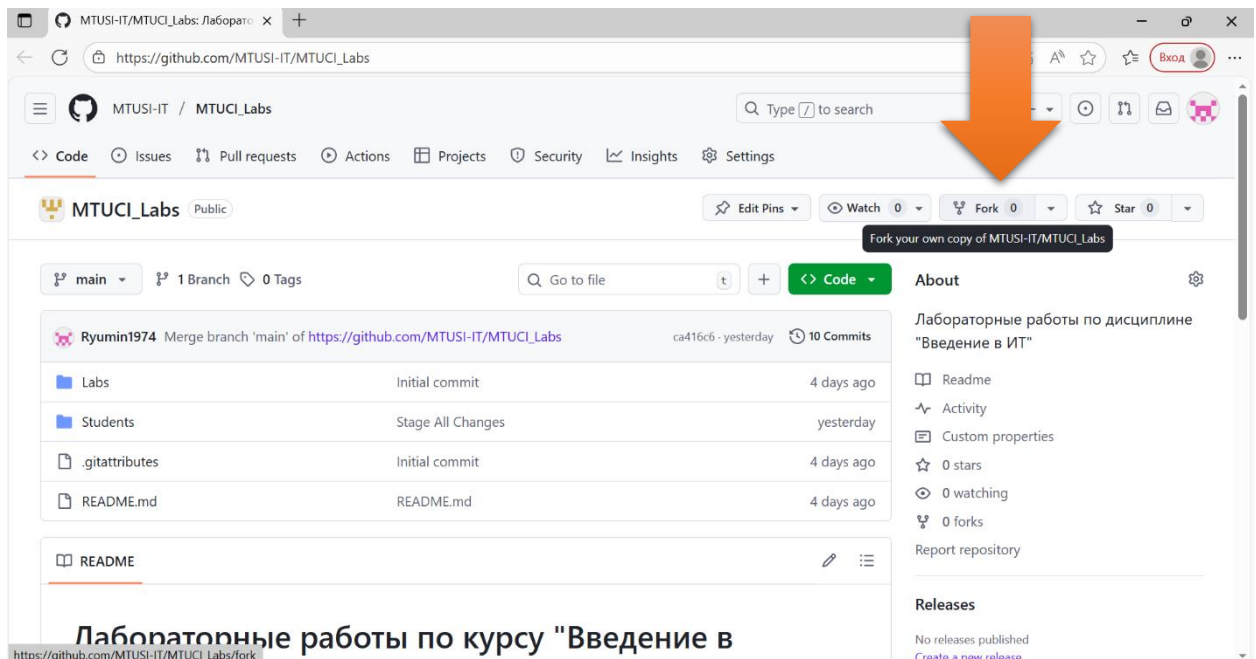 MTUSI-IT/MTUCI_Labs: Лаборато
https://github.com/MTUSI-IT/MTUCI_Labs
Вход
MTUSI-IT / MTUCI_Labs
Type / to search
Code Issues Pull requests Actions Projects Security Insights Settings
MTUCI_Labs Public
Edit Pins Watch 0 Fork 0 Star 0
Fork your own copy of MTUSI-IT/MTUCI_Labs
main 1 Branch 0 Tags
Go to file t + Code
Ryumin1974 Merge branch 'main' of https://github.com/MTUSI-IT/MTUCI_Labs ca416c6 · yesterday 10 Commits
Labs Initial commit 4 days ago
Students Stage All Changes yesterday
.gitattributes Initial commit 4 days ago
README.md README.md 4 days ago
README
Лабораторные работы по курсу "Введение в
About
Лабораторные работы по дисциплине
"Введение в ИТ"
Readme
Activity
Custom properties
0 stars
0 watching
0 forks
Report repository
Releases
No releases published
Create a new release
https://github.com/MTUSI-IT/MTUCI_Labs/fork